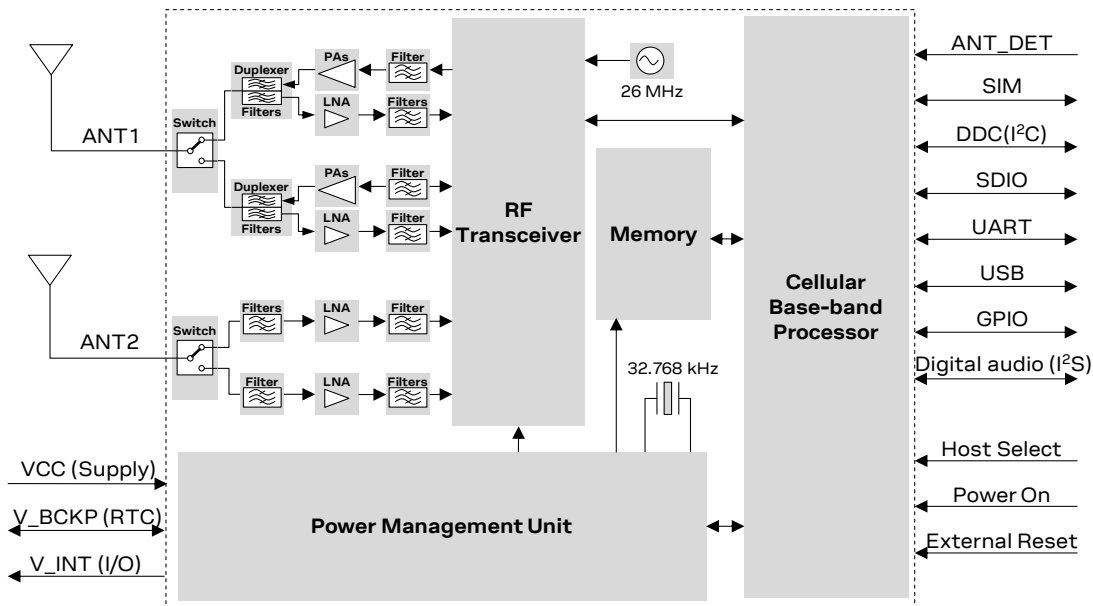 ANT1
Switch
Duplexer
Filters
PAs
Filter
LNA
Filters
Duplexer
Filters
PAs
Filter
LNA
Filter
ANT2
Switch
Filters
LNA
Filter
Filter
LNA
Filters
RF
Transceiver
26 MHz
Memory
32.768 kHz
Cellular
Base-band
Processor
Power Management Unit
VCC (Supply)
V_BCKP (RTC)
V_INT (I/O)
ANT_DET
SIM
DDC(I²C)
SDIO
UART
USB
GPIO
Digital audio (I²S)
Host Select
Power On
External Reset